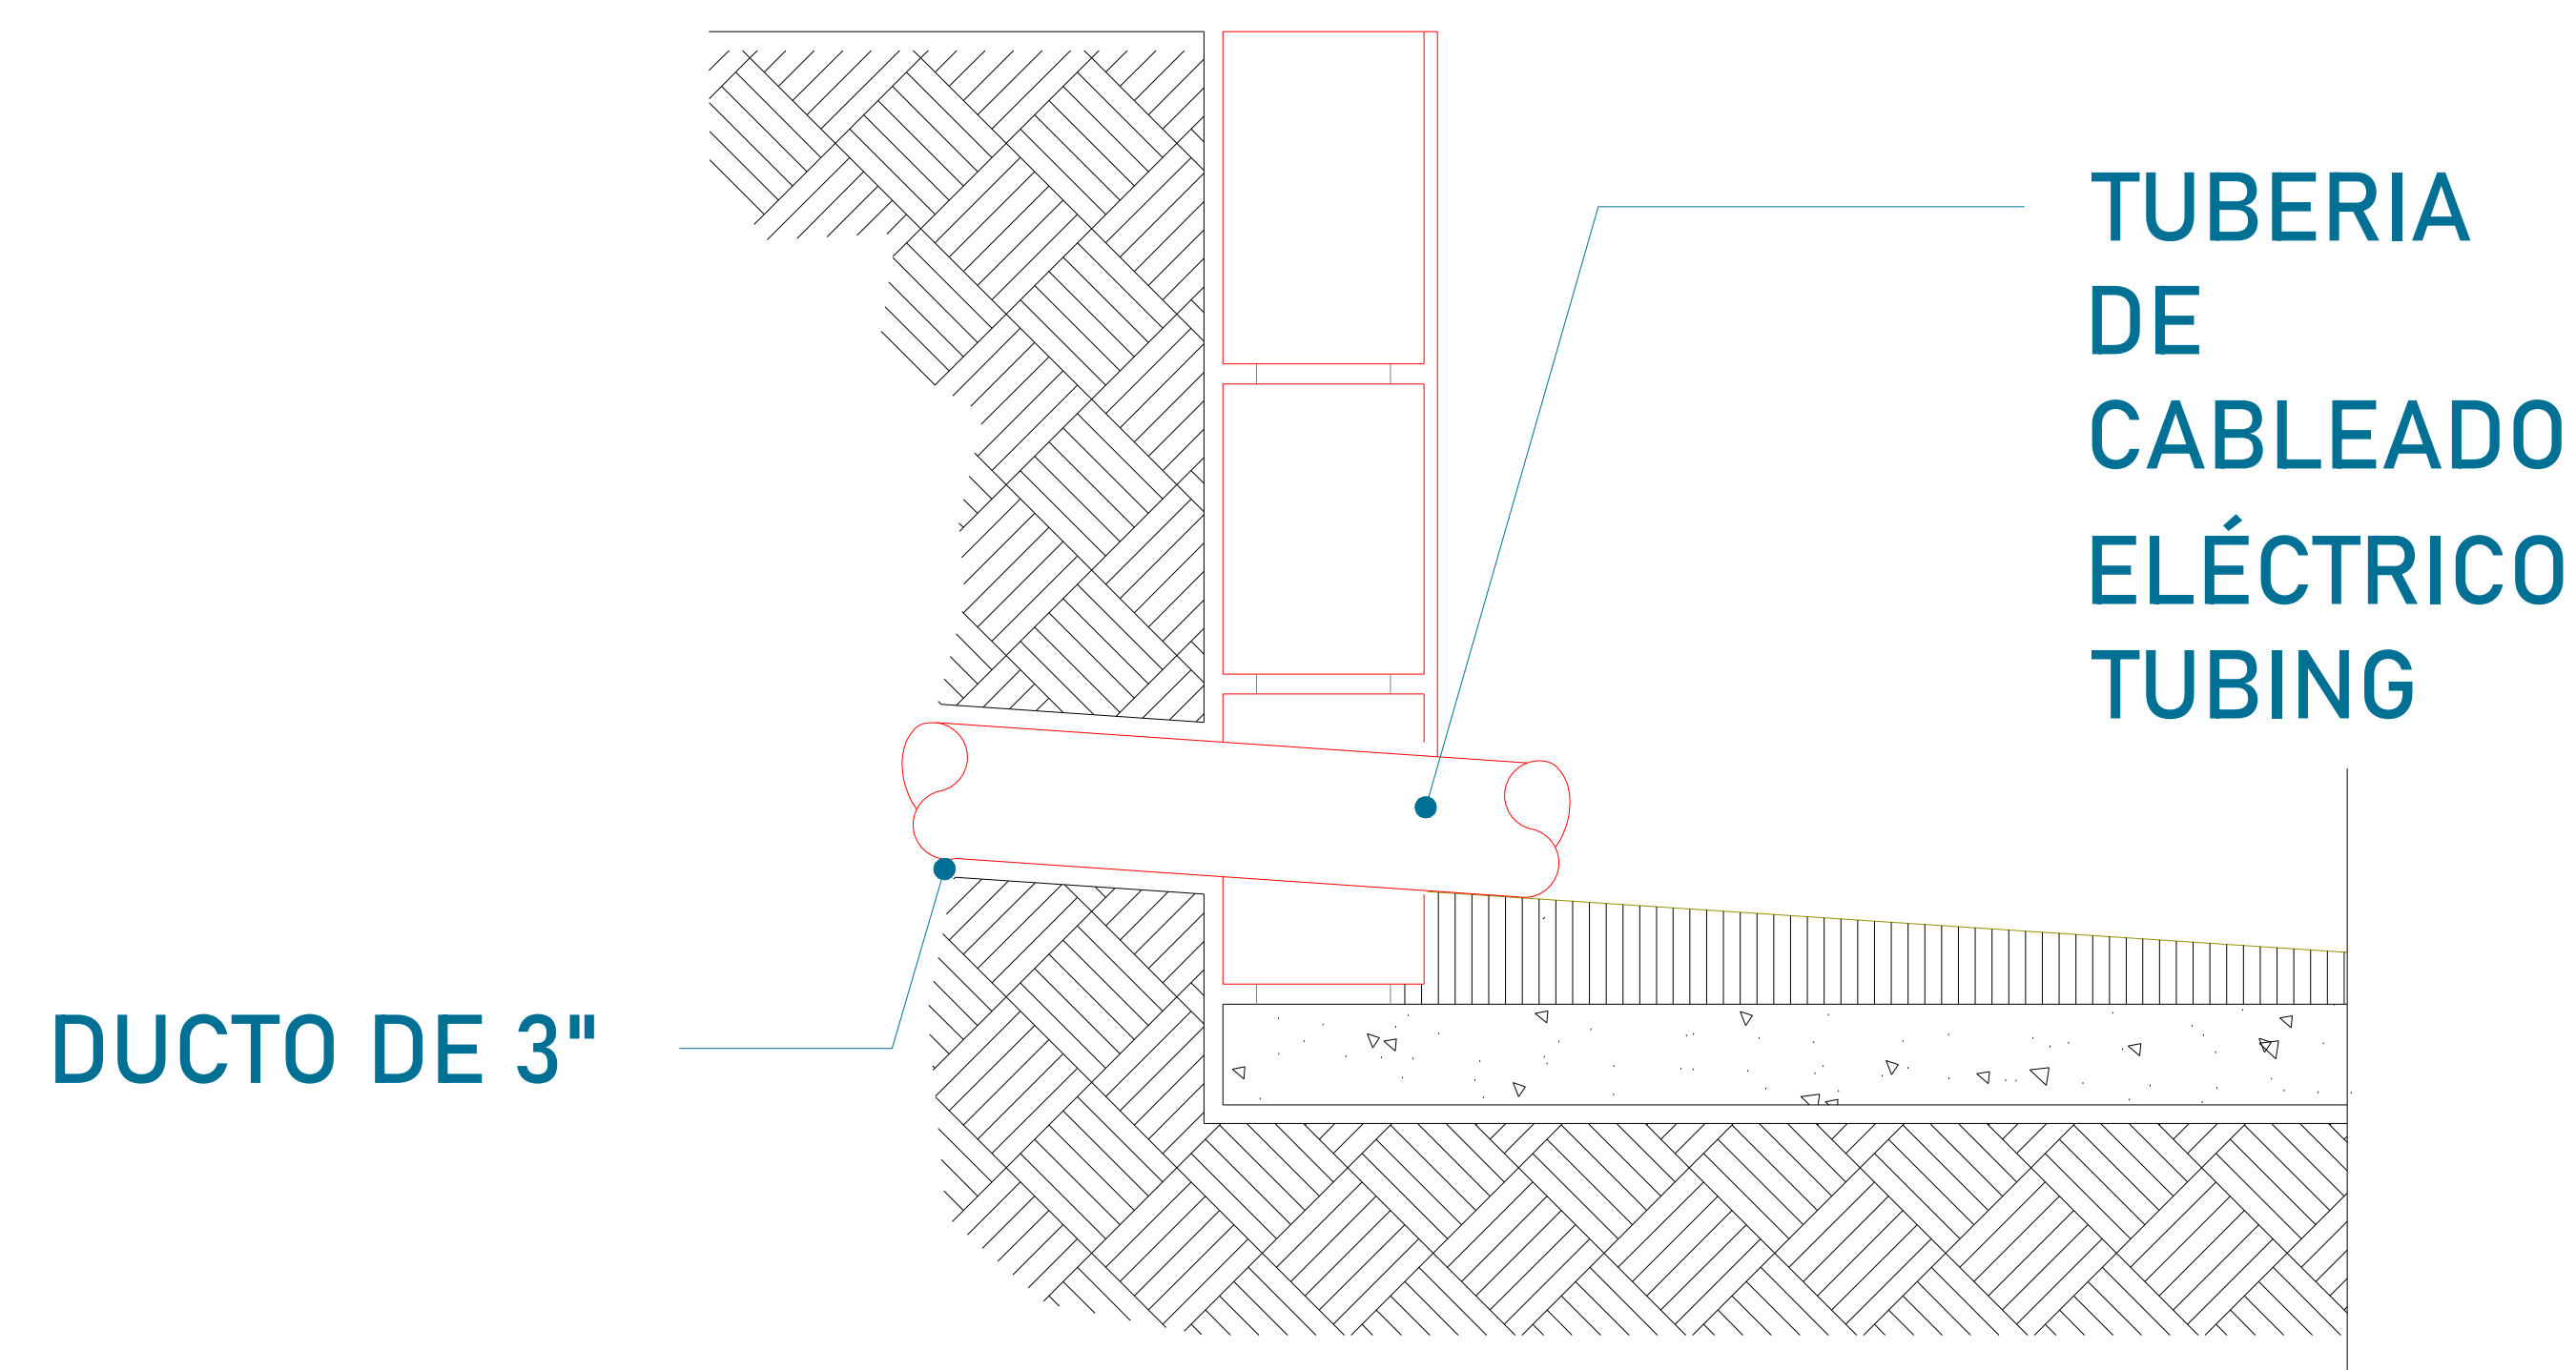 TUBERIA
DE
CABLEADO
ELÉCTRICO
TUBING
DUCTO DE 3"